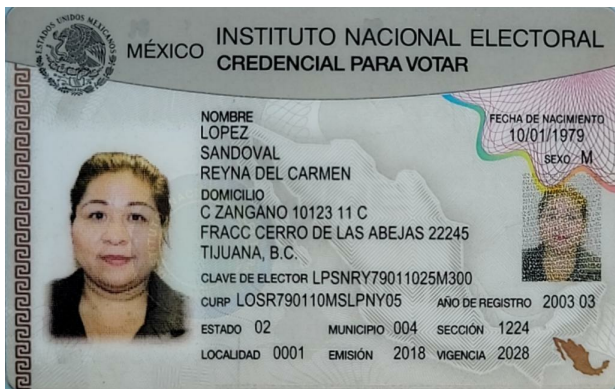 ESTADOS UNIDOS MEXICANOS
MÉXICO INSTITUTO NACIONAL ELECTORAL
CREDENCIAL PARA VOTAR
NOMBRE
LOPEZ
SANDOVAL
REYNA DEL CARMEN
FECHA DE NACIMIENTO
10/01/1979
SEXO M
DOMICILIO
C ZANGANO 10123 11 C
FRACC CERRO DE LAS ABEJAS 22245
TIJUANA, B.C.
CLAVE DE ELECTOR LPSNRY79011025M300
CURP LOSR790110MSLPNY05 AÑO DE REGISTRO 2003 03
ESTADO 02 MUNICIPIO 004 SECCIÓN 1224
LOCALIDAD 0001 EMISIÓN 2018 VIGENCIA 2028